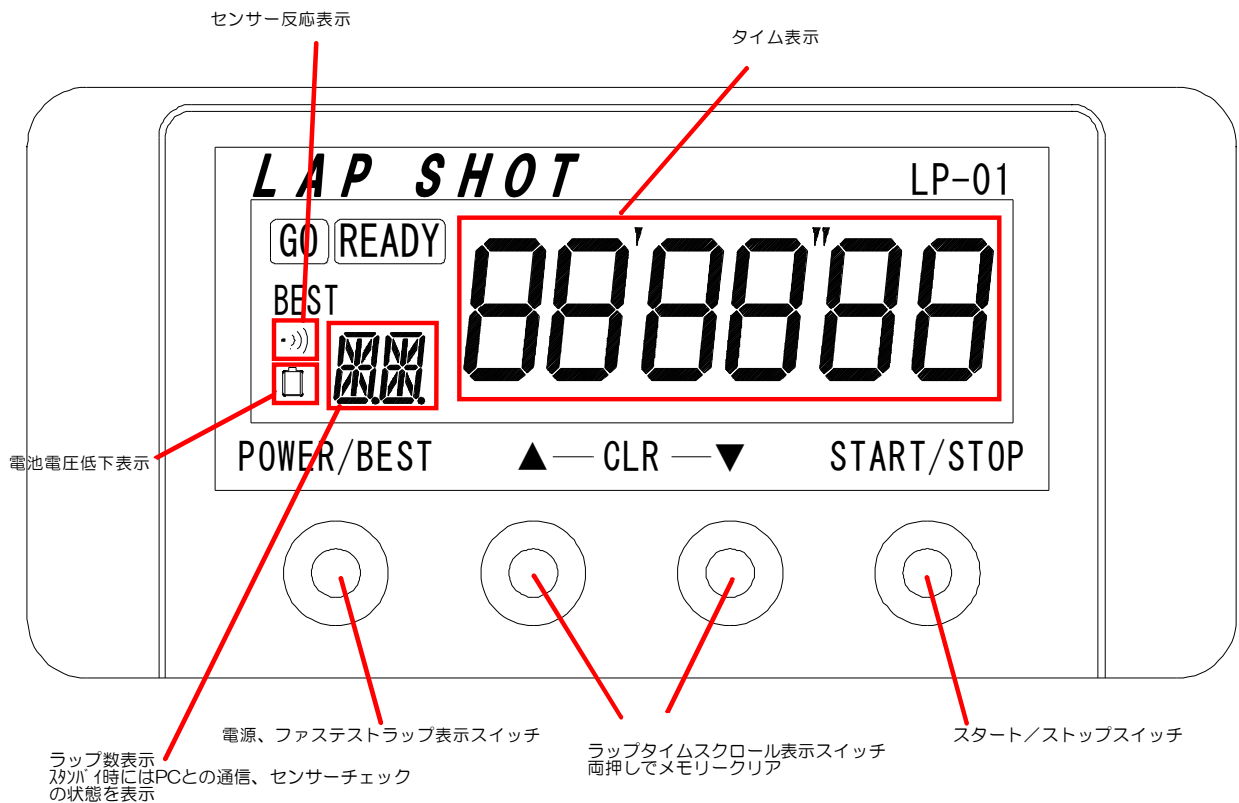 センサー反応表示
タイム表示
LAP SHOT
LP-01
GO READY
88'88"88
BEST
電池電圧低下表示
POWER/BEST ▲ — CLR — ▼ START/STOP
電源、ファステストラップ表示スイッチ
スタート/ストップスイッチ
ラップタイムスクロール表示スイッチ
両押しでメモリークリア
ラップ数表示
ｽﾀﾝﾊﾞｲ時にはPCとの通信、センサーチェック
の状態を表示